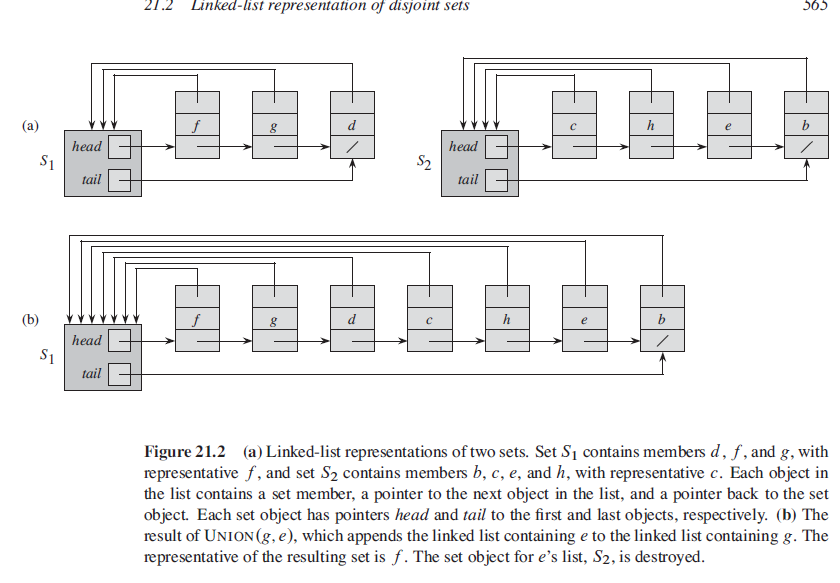 21.2 Linked-list representation of disjoint sets 565
(a)
f g d
head
S1
tail
c h e b
head
S2
tail
(b)
f g d c h e b
head
S1
tail
Figure 21.2 (a) Linked-list representations of two sets. Set S1 contains members d, f, and g, with
representative f, and set S2 contains members b, c, e, and h, with representative c. Each object in
the list contains a set member, a pointer to the next object in the list, and a pointer back to the set
object. Each set object has pointers head and tail to the first and last objects, respectively. (b) The
result of UNION(g, e), which appends the linked list containing e to the linked list containing g. The
representative of the resulting set is f. The set object for e's list, S2, is destroyed.